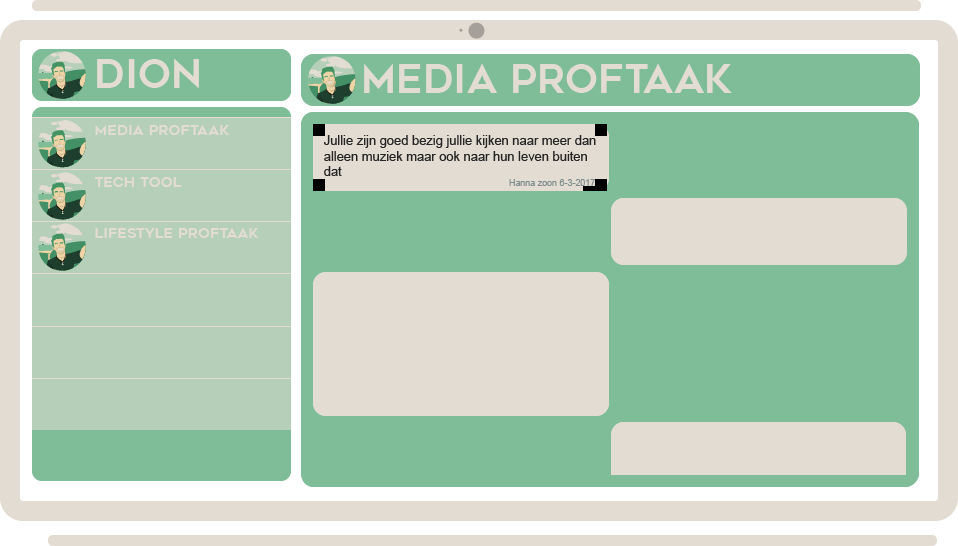 DION
MEDIA PROFTAAK
TECH TOOL
LIFESTYLE PROFTAAK
MEDIA PROFTAAK
Jullie zijn goed bezig jullie kijken naar meer dan
alleen muziek maar ook naar hun leven buiten
dat
Hanna zoon 6-3-2017